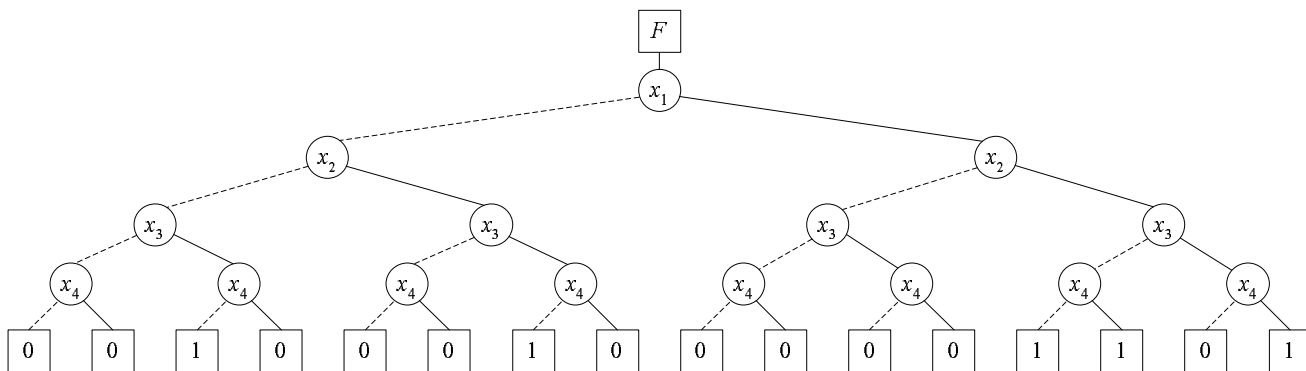 F
x₁
x₂ x₂
x₃ x₃ x₃ x₃
x₄ x₄ x₄ x₄ x₄ x₄ x₄ x₄
0 0 1 0 0 0 1 0 0 0 0 0 1 1 0 1